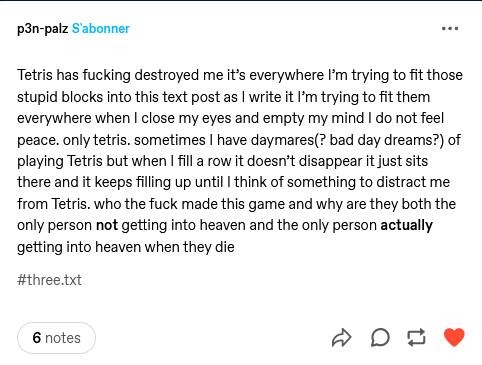 p3n-palz S'abonner
Tetris has fucking destroyed me it's everywhere I'm trying to fit those
stupid blocks into this text post as I write it I'm trying to fit them
everywhere when I close my eyes and empty my mind I do not feel
peace. only tetris. sometimes I have daymares(? bad day dreams?) of
playing Tetris but when I fill a row it doesn't disappear it just sits
there and it keeps filling up until I think of something to distract me
from Tetris. who the fuck made this game and why are they both the
only person not getting into heaven and the only person actually
getting into heaven when they die
#three.txt
6 notes